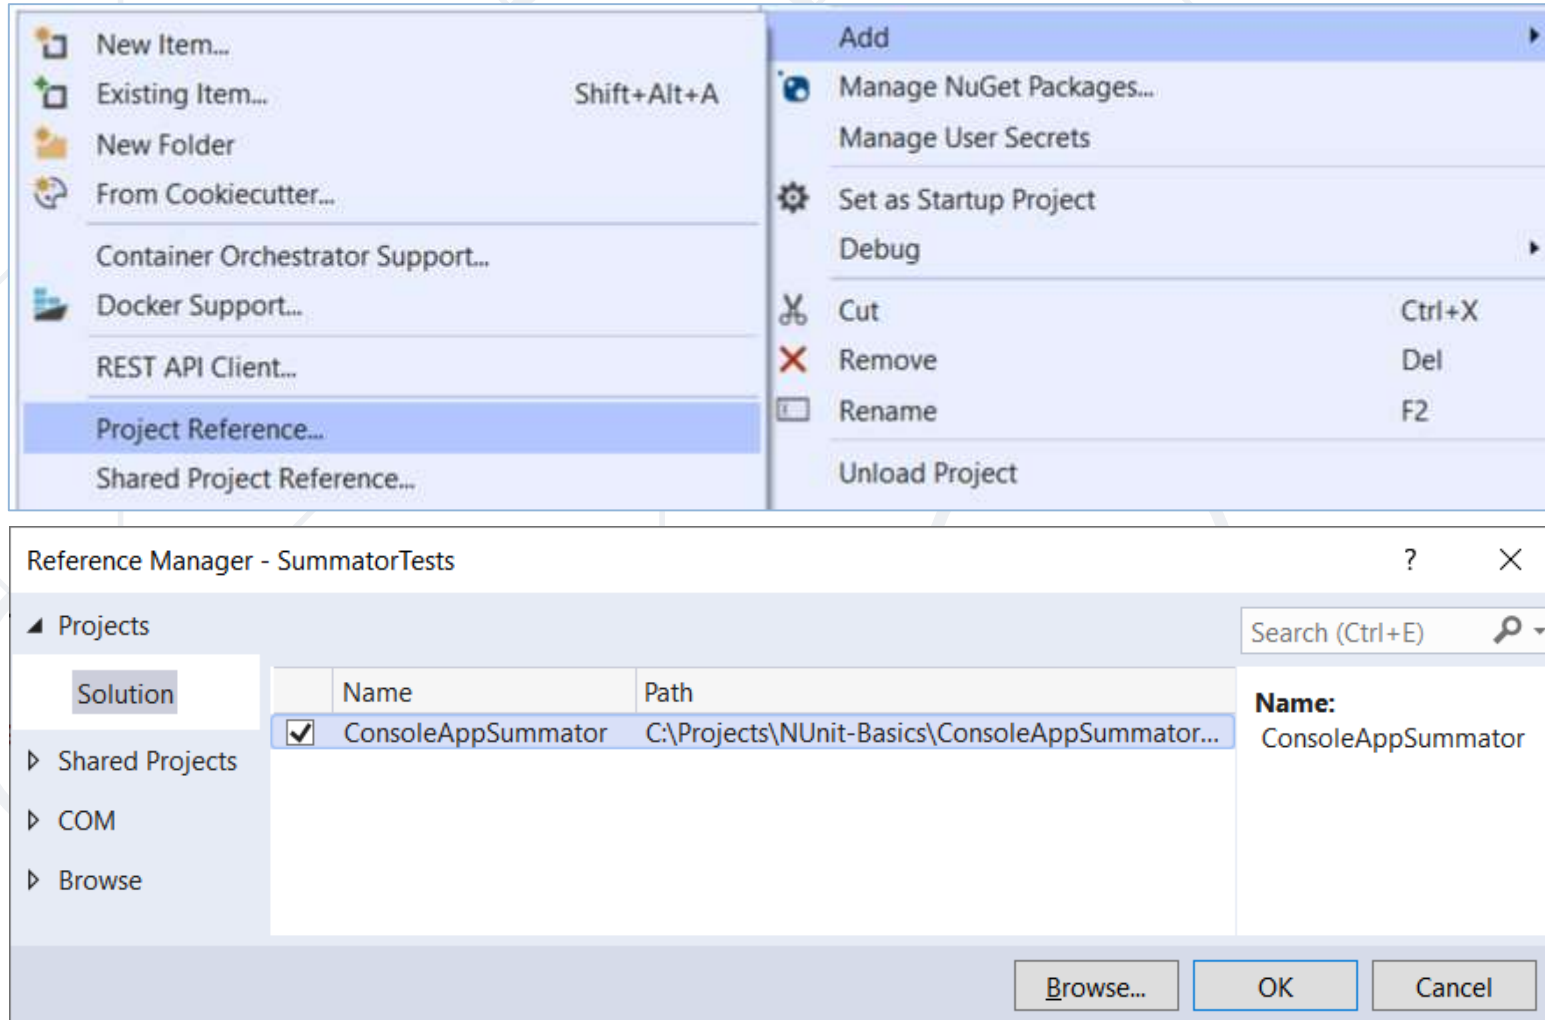 New Item...
Existing Item... Shift+Alt+A
New Folder
From Cookiecutter...
Container Orchestrator Support...
Docker Support...
REST API Client...
Project Reference...
Shared Project Reference...
Add
Manage NuGet Packages...
Manage User Secrets
Set as Startup Project
Debug
Cut Ctrl+X
Remove Del
Rename F2
Unload Project
Reference Manager - SummatorTests
Projects
Search (Ctrl+E)
Solution
Shared Projects
COM
Browse
Name Path
ConsoleAppSummator C:\Projects\NUnit-Basics\ConsoleAppSummator...
Name:
ConsoleAppSummator
Browse... OK Cancel